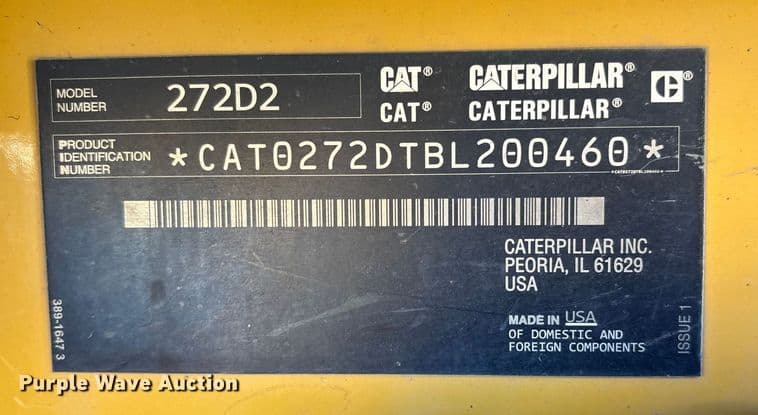 MODEL NUMBER 272D2
CAT® CATERPILLAR® C®
CAT® CATERPILLAR®
PRODUCT IDENTIFICATION NUMBER *CAT0272DTBL200460*
*CAT0272DTBL200460*
CATERPILLAR INC.
PEORIA, IL 61629
USA
MADE IN USA
OF DOMESTIC AND
FOREIGN COMPONENTS
ISSUE 1
389-1647 3
Purple Wave Auction